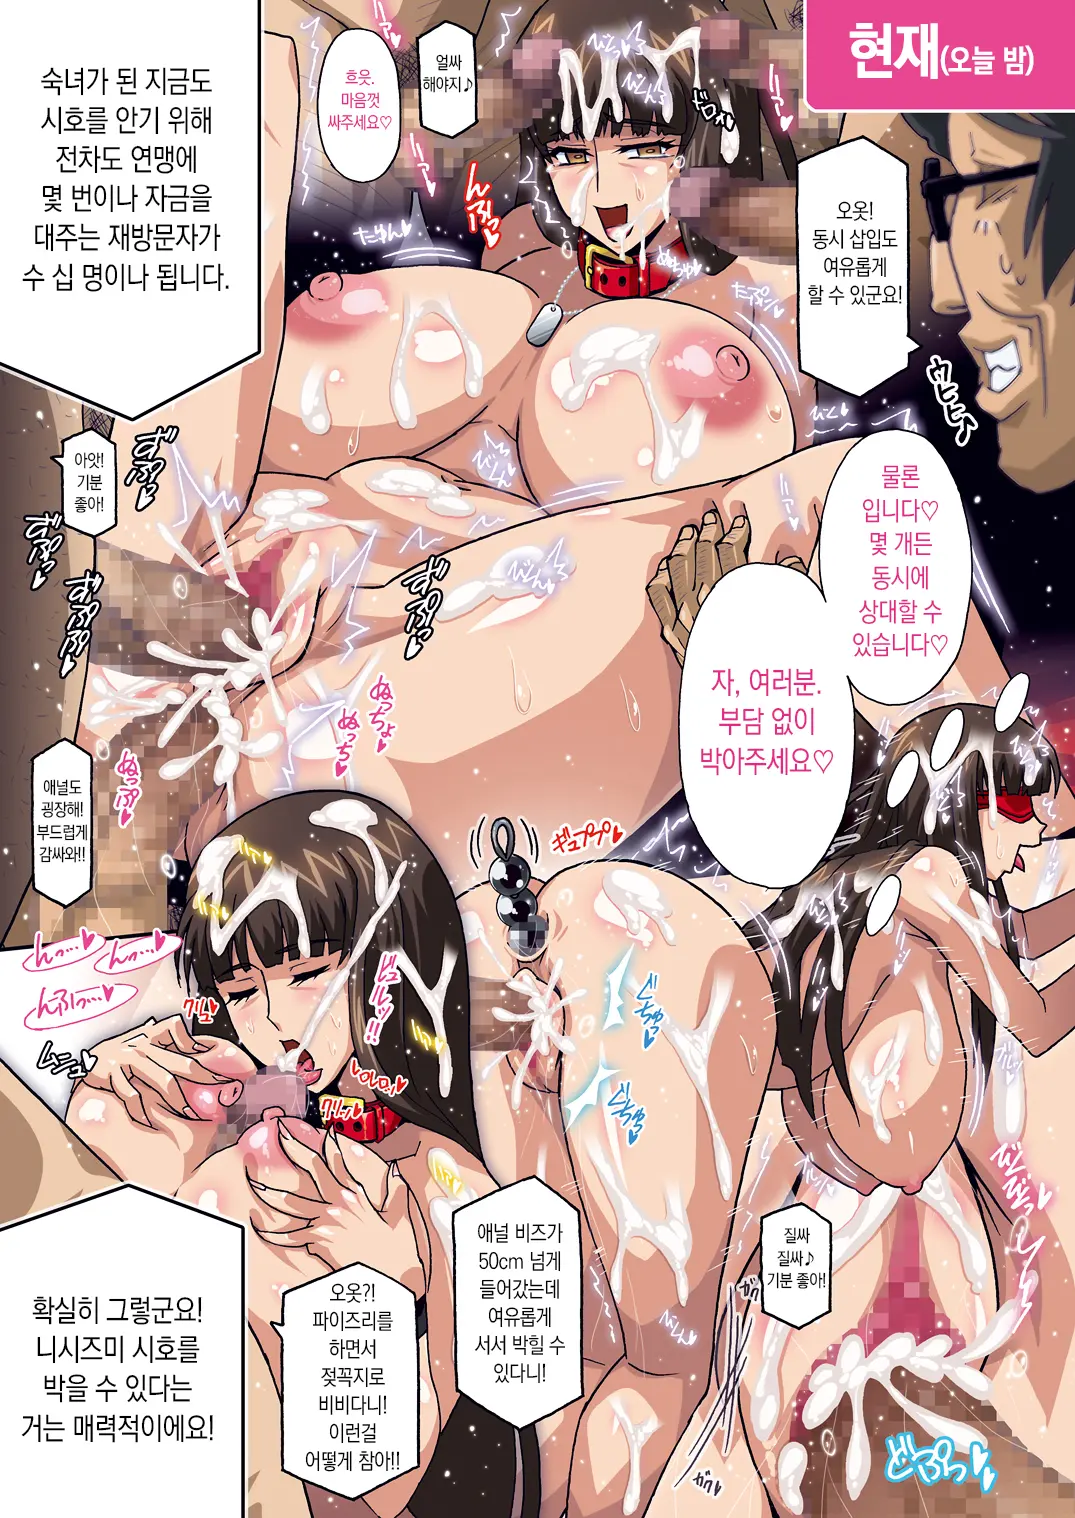 현재(오늘 밤)
숙녀가 된 지금도
시호를 안기 위해
전차도 연맹에
몇 번이나 자금을
대주는 재방문자가
수 십 명이나 됩니다.
흐읏.
마음껏
싸주세요♡
얼싸
해야지♪
오옷!
동시 삽입도
여유롭게
할 수 있군요!
물론
입니다♡
몇 개든
동시에
상대할 수
있습니다♡
자, 여러분.
부담 없이
박아주세요♡
아앗!
기분
좋아!
애널도
굉장해!
부드럽게
감싸와!!
애널 비즈가
50cm 넘게
들어갔는데
여유롭게
서서 박힐 수
있다니!
질싸
질싸♪
기분 좋아!
오옷?!
파이즈리를
하면서
젖꼭지로
비비다니!
이런걸
어떻게 참아!!
확실히 그렇군요!
니시즈미 시호를
박을 수 있다는
거는 매력적이에요!